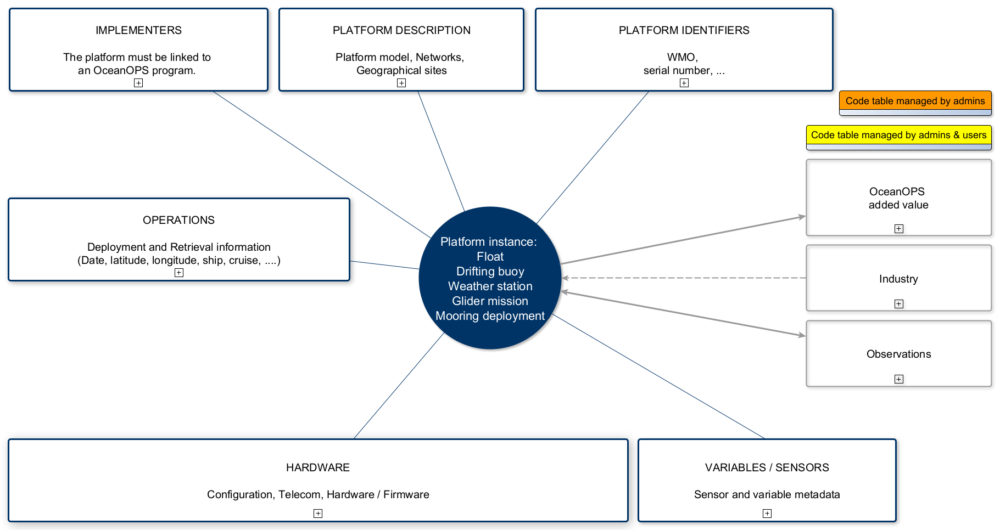 IMPLEMENTERS
The platform must be linked to
an OceanOPS program.
PLATFORM DESCRIPTION
Platform model, Networks,
Geographical sites
PLATFORM IDENTIFIERS
WMO,
serial number, ...
Code table managed by admins
Code table managed by admins & users
OceanOPS
added value
OPERATIONS
Deployment and Retrieval information
(Date, latitude, longitude, ship, cruise, ....)
Platform instance:
Float
Drifting buoy
Weather station
Glider mission
Mooring deployment
Industry
Observations
HARDWARE
Configuration, Telecom, Hardware / Firmware
VARIABLES / SENSORS
Sensor and variable metadata